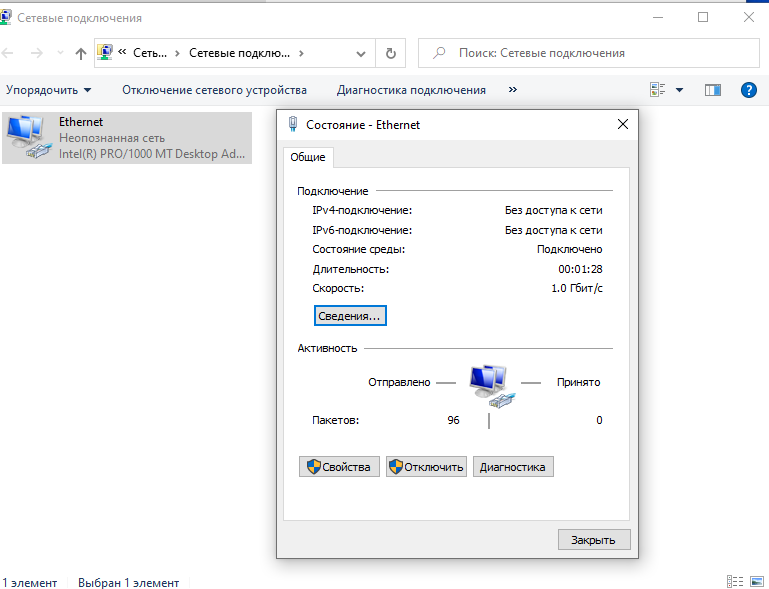 Сетевые подключения
« Сеть... › Сетевые подклю... ›
Поиск: Сетевые подключения
Упорядочить Отключение сетевого устройства Диагностика подключения »
Ethernet
Неопознанная сеть
Intel(R) PRO/1000 MT Desktop Ad...
Состояние - Ethernet
Общие
Подключение
IPv4-подключение: Без доступа к сети
IPv6-подключение: Без доступа к сети
Состояние среды: Подключено
Длительность: 00:01:28
Скорость: 1.0 Гбит/с
Сведения...
Активность
Отправлено — — Принято
Пакетов: 96 | 0
Свойства Отключить Диагностика
Закрыть
1 элемент Выбран 1 элемент